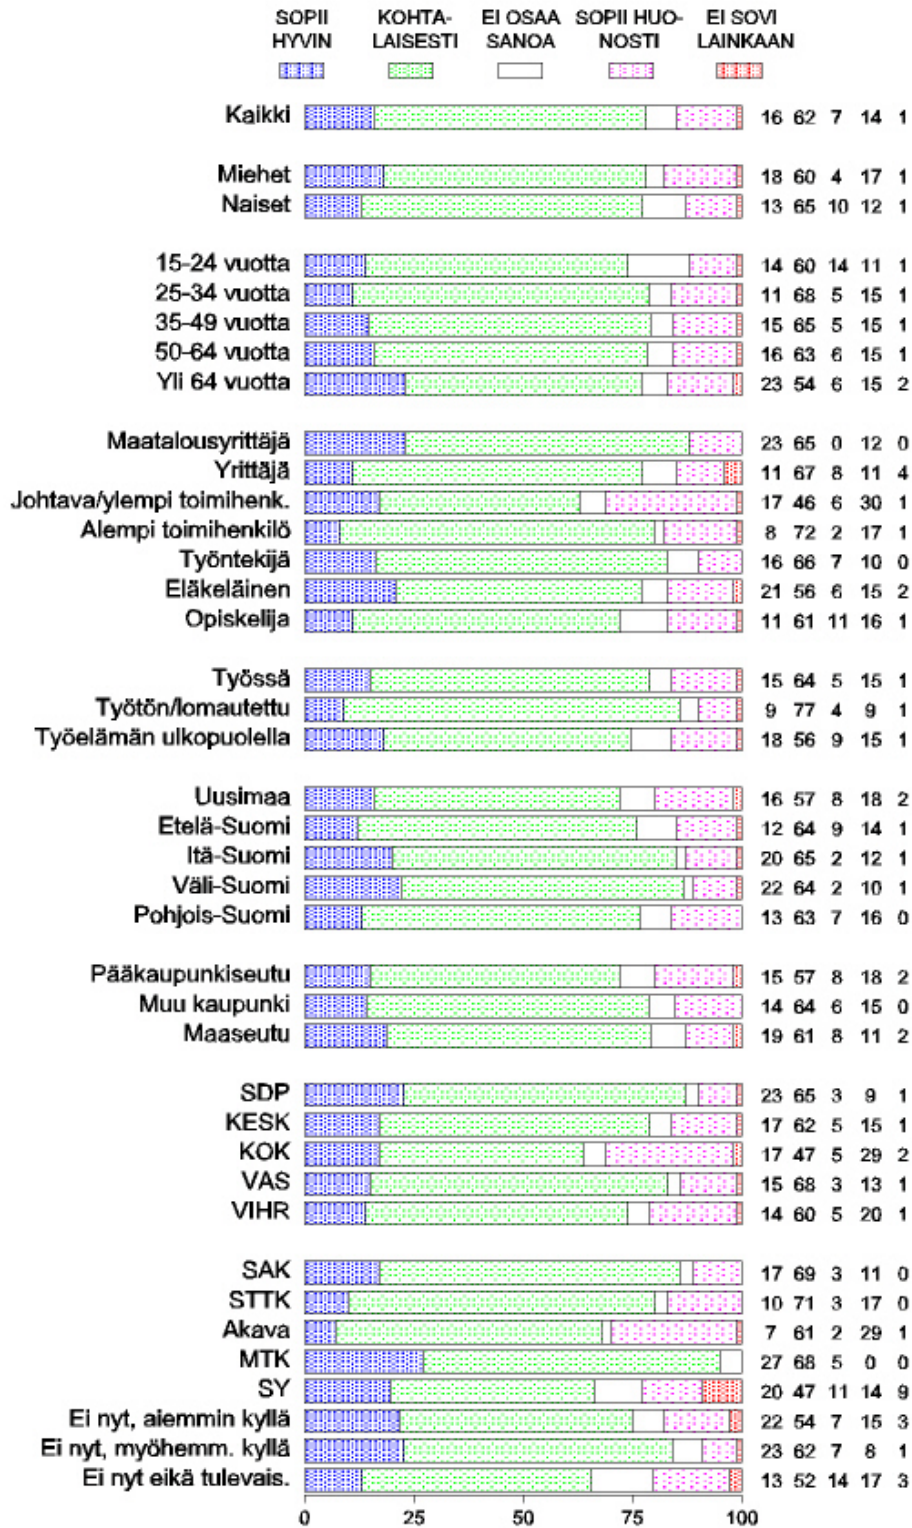 SOPII KOHTA- EI OSAA SOPII HUO- EI SOVI
HYVIN LAISESTI SANOA NOSTI LAINKAAN
Kaikki 16 62 7 14 1
Miehet 18 60 4 17 1
Naiset 13 65 10 12 1
15-24 vuotta 14 60 14 11 1
25-34 vuotta 11 68 5 15 1
35-49 vuotta 15 65 5 15 1
50-64 vuotta 16 63 6 15 1
Yli 64 vuotta 23 54 6 15 2
Maatalousyrittäjä 23 65 0 12 0
Yrittäjä 11 67 8 11 4
Johtava/ylempi toimihenk. 17 46 6 30 1
Alempi toimihenkilö 8 72 2 17 1
Työntekijä 16 66 7 10 0
Eläkeläinen 21 56 6 15 2
Opiskelija 11 61 11 16 1
Työssä 15 64 5 15 1
Työtön/lomautettu 9 77 4 9 1
Työelämän ulkopuolella 18 56 9 15 1
Uusimaa 16 57 8 18 2
Etelä-Suomi 12 64 9 14 1
Itä-Suomi 20 65 2 12 1
Väli-Suomi 22 64 2 10 1
Pohjois-Suomi 13 63 7 16 0
Pääkaupunkiseutu 15 57 8 18 2
Muu kaupunki 14 64 6 15 0
Maaseutu 19 61 8 11 2
SDP 23 65 3 9 1
KESK 17 62 5 15 1
KOK 17 47 5 29 2
VAS 15 68 3 13 1
VIHR 14 60 5 20 1
SAK 17 69 3 11 0
STTK 10 71 3 17 0
Akava 7 61 2 29 1
MTK 27 68 5 0 0
SY 20 47 11 14 9
Ei nyt, aiemmin kyllä 22 54 7 15 3
Ei nyt, myöhemm. kyllä 23 62 7 8 1
Ei nyt eikä tulevais. 13 52 14 17 3
0 25 50 75 100